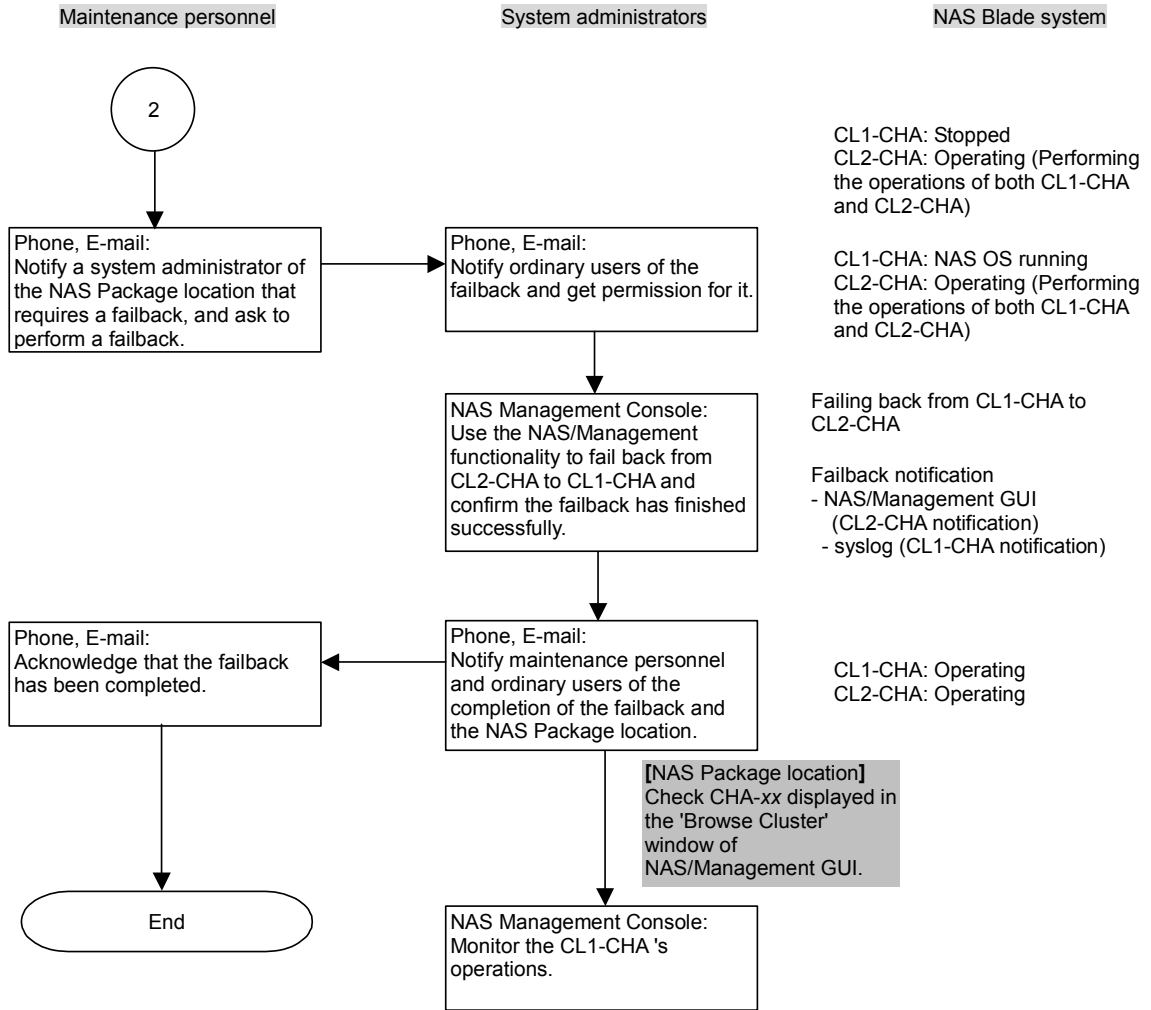 Maintenance personnel
System administrators
NAS Blade system
2
CL1-CHA: Stopped
CL2-CHA: Operating (Performing
the operations of both CL1-CHA
and CL2-CHA)
Phone, E-mail:
Notify a system administrator of
the NAS Package location that
requires a failback, and ask to
perform a failback.
Phone, E-mail:
Notify ordinary users of the
failback and get permission for it.
CL1-CHA: NAS OS running
CL2-CHA: Operating (Performing
the operations of both CL1-CHA
and CL2-CHA)
NAS Management Console:
Use the NAS/Management
functionality to fail back from
CL2-CHA to CL1-CHA and
confirm the failback has finished
successfully.
Failing back from CL1-CHA to
CL2-CHA
Failback notification
- NAS/Management GUI
(CL2-CHA notification)
- syslog (CL1-CHA notification)
Phone, E-mail:
Acknowledge that the failback
has been completed.
Phone, E-mail:
Notify maintenance personnel
and ordinary users of the
completion of the failback and
the NAS Package location.
CL1-CHA: Operating
CL2-CHA: Operating
[NAS Package location]
Check CHA-xx displayed in
the 'Browse Cluster'
window of
NAS/Management GUI.
End
NAS Management Console:
Monitor the CL1-CHA 's
operations.